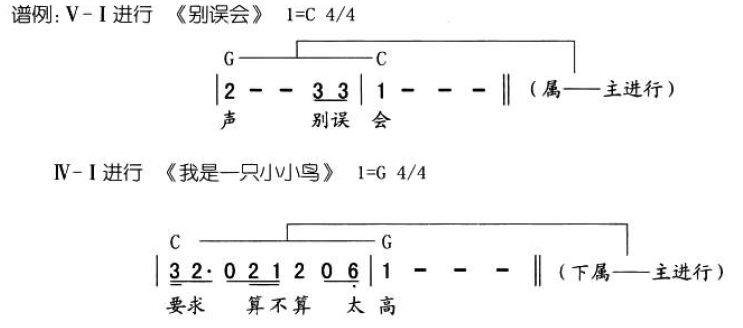 谱例: Ⅴ-Ⅰ进行 《别误会》 1=C 4/4
G C
| 2 - - 3 3 | 1 - - - ‖ (属——主进行)
声 别误 会
Ⅳ-Ⅰ进行 《我是一只小小鸟》 1=G 4/4
C G
| 3 2· 0 2 1 2 0 6 | 1 - - - ‖ (下属——主进行)
要求 算不算 太 高